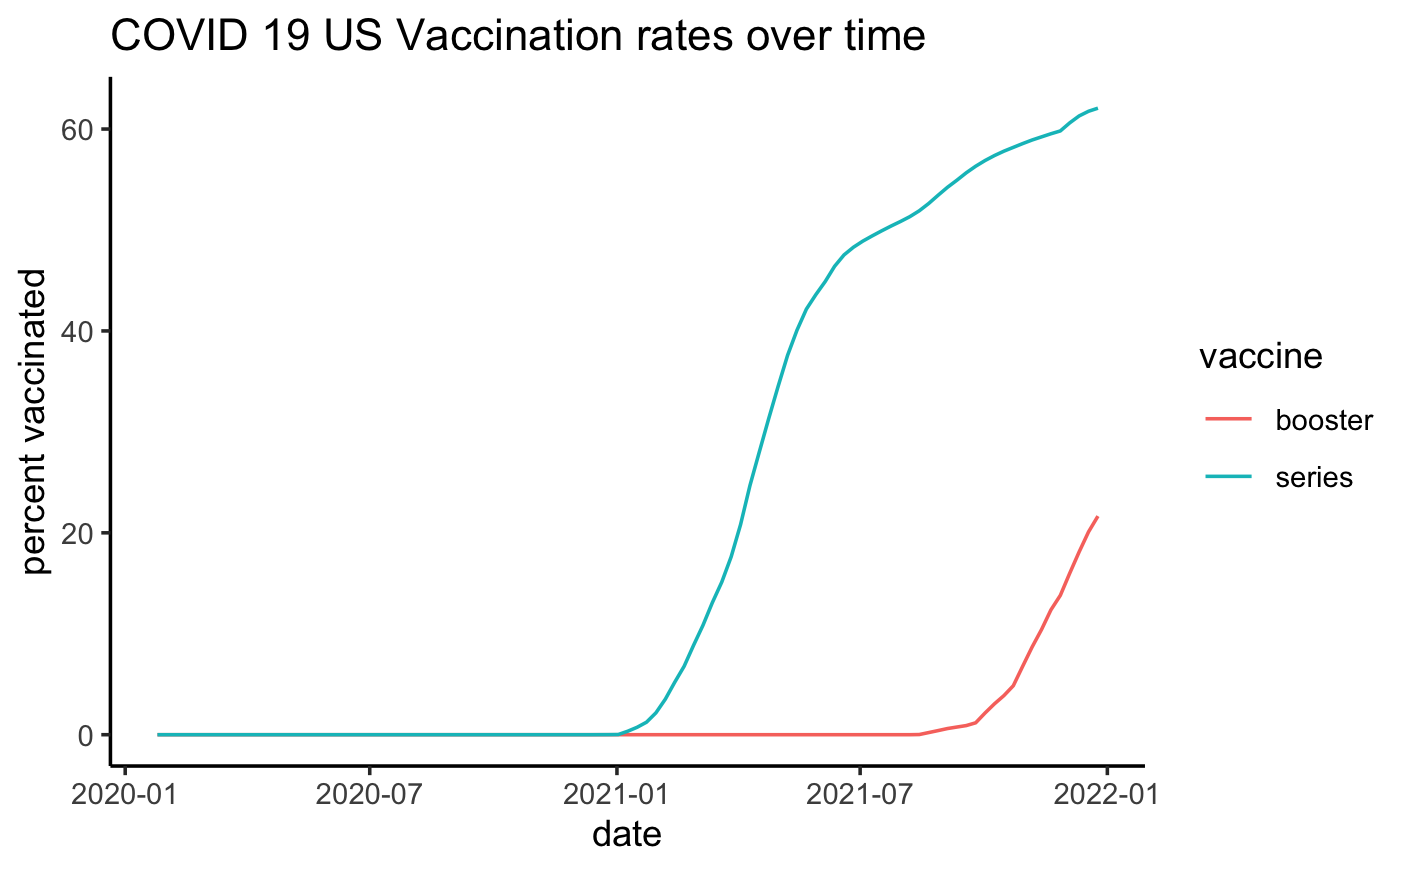 COVID 19 US Vaccination rates over time
percent vaccinated
60
40
20
0
2020-01
2020-07
2021-01
2021-07
2022-01
date
vaccine
booster
series